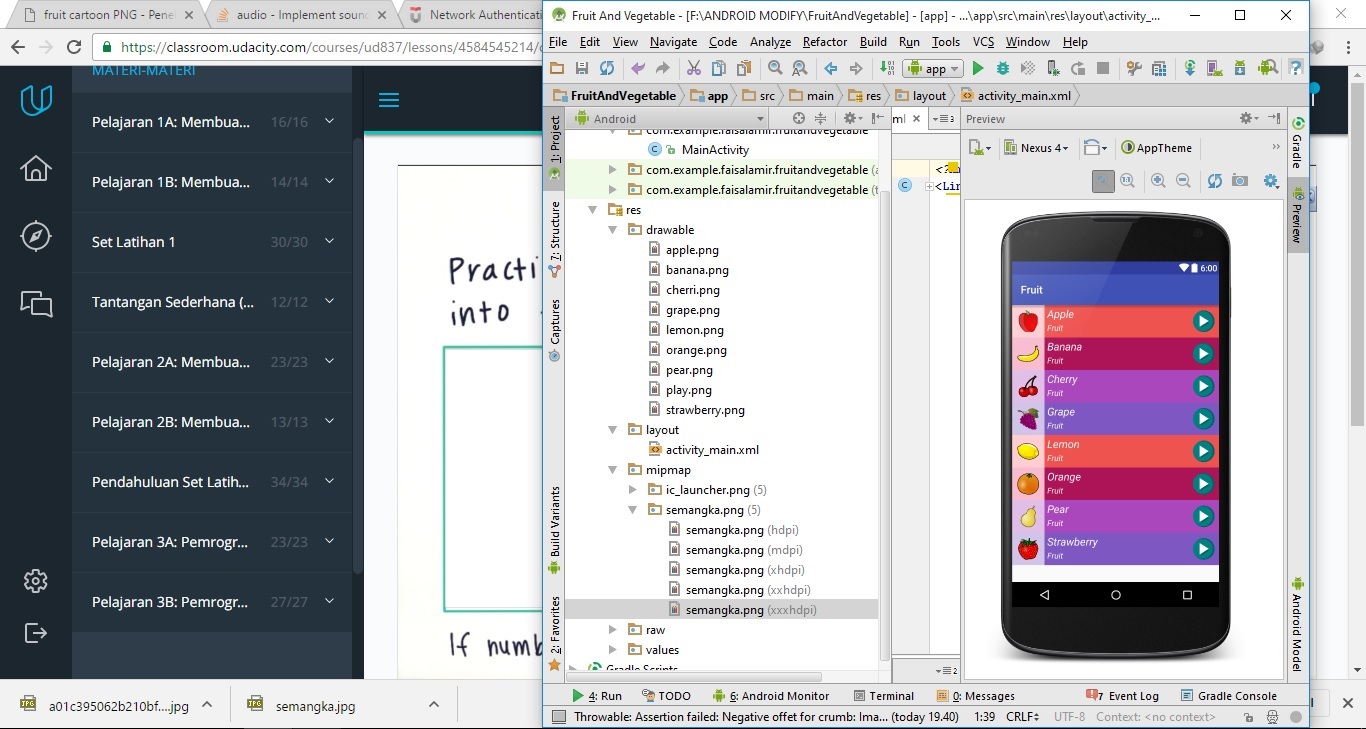 fruit cartoon PNG - Pene
audio - Implement soun
Network Authenticati
https://classroom.udacity.com/courses/ud837/lessons/4584545214/
MATERI-MATERI
Pelajaran 1A: Membua... 16/16
Pelajaran 1B: Membua... 14/14
Set Latihan 1 30/30
Tantangan Sederhana (... 12/12
Pelajaran 2A: Membua... 23/23
Pelajaran 2B: Membua... 13/13
Pendahuluan Set Latih... 34/34
Pelajaran 3A: Pemrogr... 23/23
Pelajaran 3B: Pemrogr... 27/27
Practi
into
If numb
a01c395062b210bf....jpg
semangka.jpg
Fruit And Vegetable - [F:\ANDROID MODIFY\FruitAndVegetable] - [app] - ...\app\src\main\res\layout\activity_...
File Edit View Navigate Code Analyze Refactor Build Run Tools VCS Window Help
app
FruitAndVegetable app src main res layout activity_main.xml
1: Project
7: Structure
Captures
Build Variants
2: Favorites
Android
com.example.faisalamir.fruitandvegetable
MainActivity
com.example.faisalamir.fruitandvegetable (a
com.example.faisalamir.fruitandvegetable (t
res
drawable
apple.png
banana.png
cherri.png
grape.png
lemon.png
orange.png
pear.png
play.png
strawberry.png
layout
activity_main.xml
mipmap
ic_launcher.png (5)
semangka.png (5)
semangka.png (hdpi)
semangka.png (mdpi)
semangka.png (xhdpi)
semangka.png (xxhdpi)
semangka.png (xxxhdpi)
raw
values
Gradle Scripts
ml
<Lin
Preview
Nexus 4
AppTheme
6:00
Fruit
Apple
Fruit
Banana
Fruit
Cherry
Fruit
Grape
Fruit
Lemon
Fruit
Orange
Fruit
Pear
Fruit
Strawberry
Fruit
Gradle
Preview
Android Model
4: Run TODO 6: Android Monitor Terminal 0: Messages 7 Event Log Gradle Console
Throwable: Assertion failed: Negative offet for crumb: Ima... (today 19.40) 1:39 CRLF UTF-8 Context: <no context>